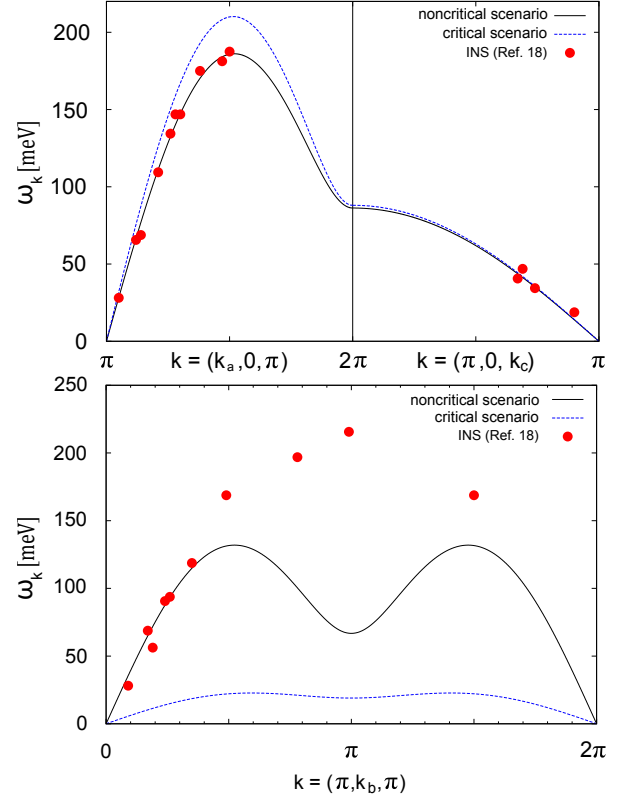 noncritical scenario
critical scenario
INS (Ref. 18)
200
150
100
50
0
ω_k [meV]
π 2π π
k = (k_a,0,π) k = (π,0, k_c)
250
200
150
100
50
0
ω_k [meV]
noncritical scenario
critical scenario
INS (Ref. 18)
0 π 2π
k = (π,k_b,π)